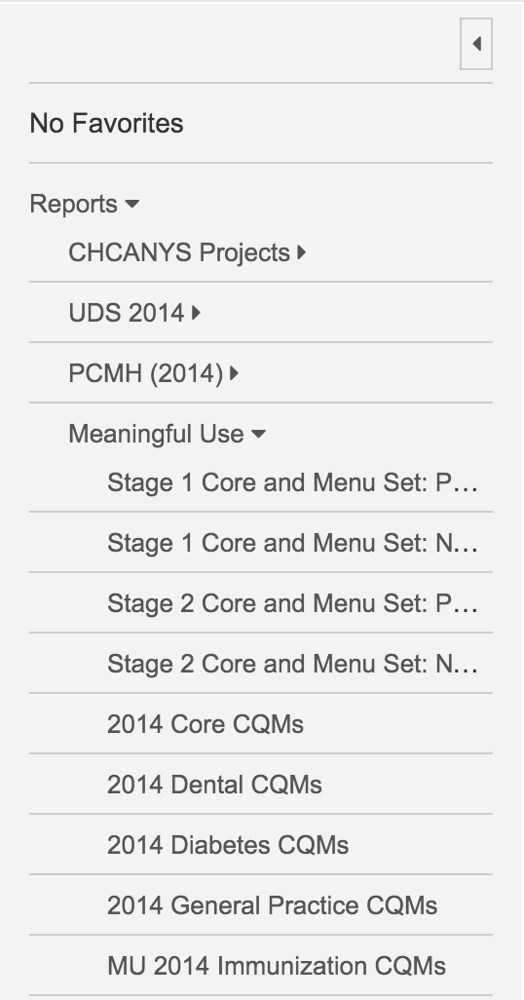 No Favorites
Reports
CHCANYS Projects
UDS 2014
PCMH (2014)
Meaningful Use
Stage 1 Core and Menu Set: P...
Stage 1 Core and Menu Set: N...
Stage 2 Core and Menu Set: P...
Stage 2 Core and Menu Set: N...
2014 Core CQMs
2014 Dental CQMs
2014 Diabetes CQMs
2014 General Practice CQMs
MU 2014 Immunization CQMs